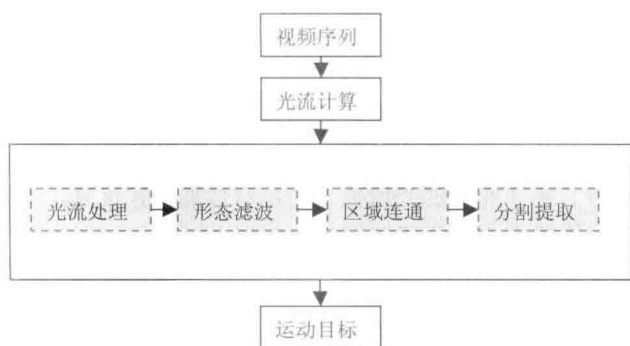 视频序列
光流计算
光流处理
形态滤波
区域连通
分割提取
运动目标